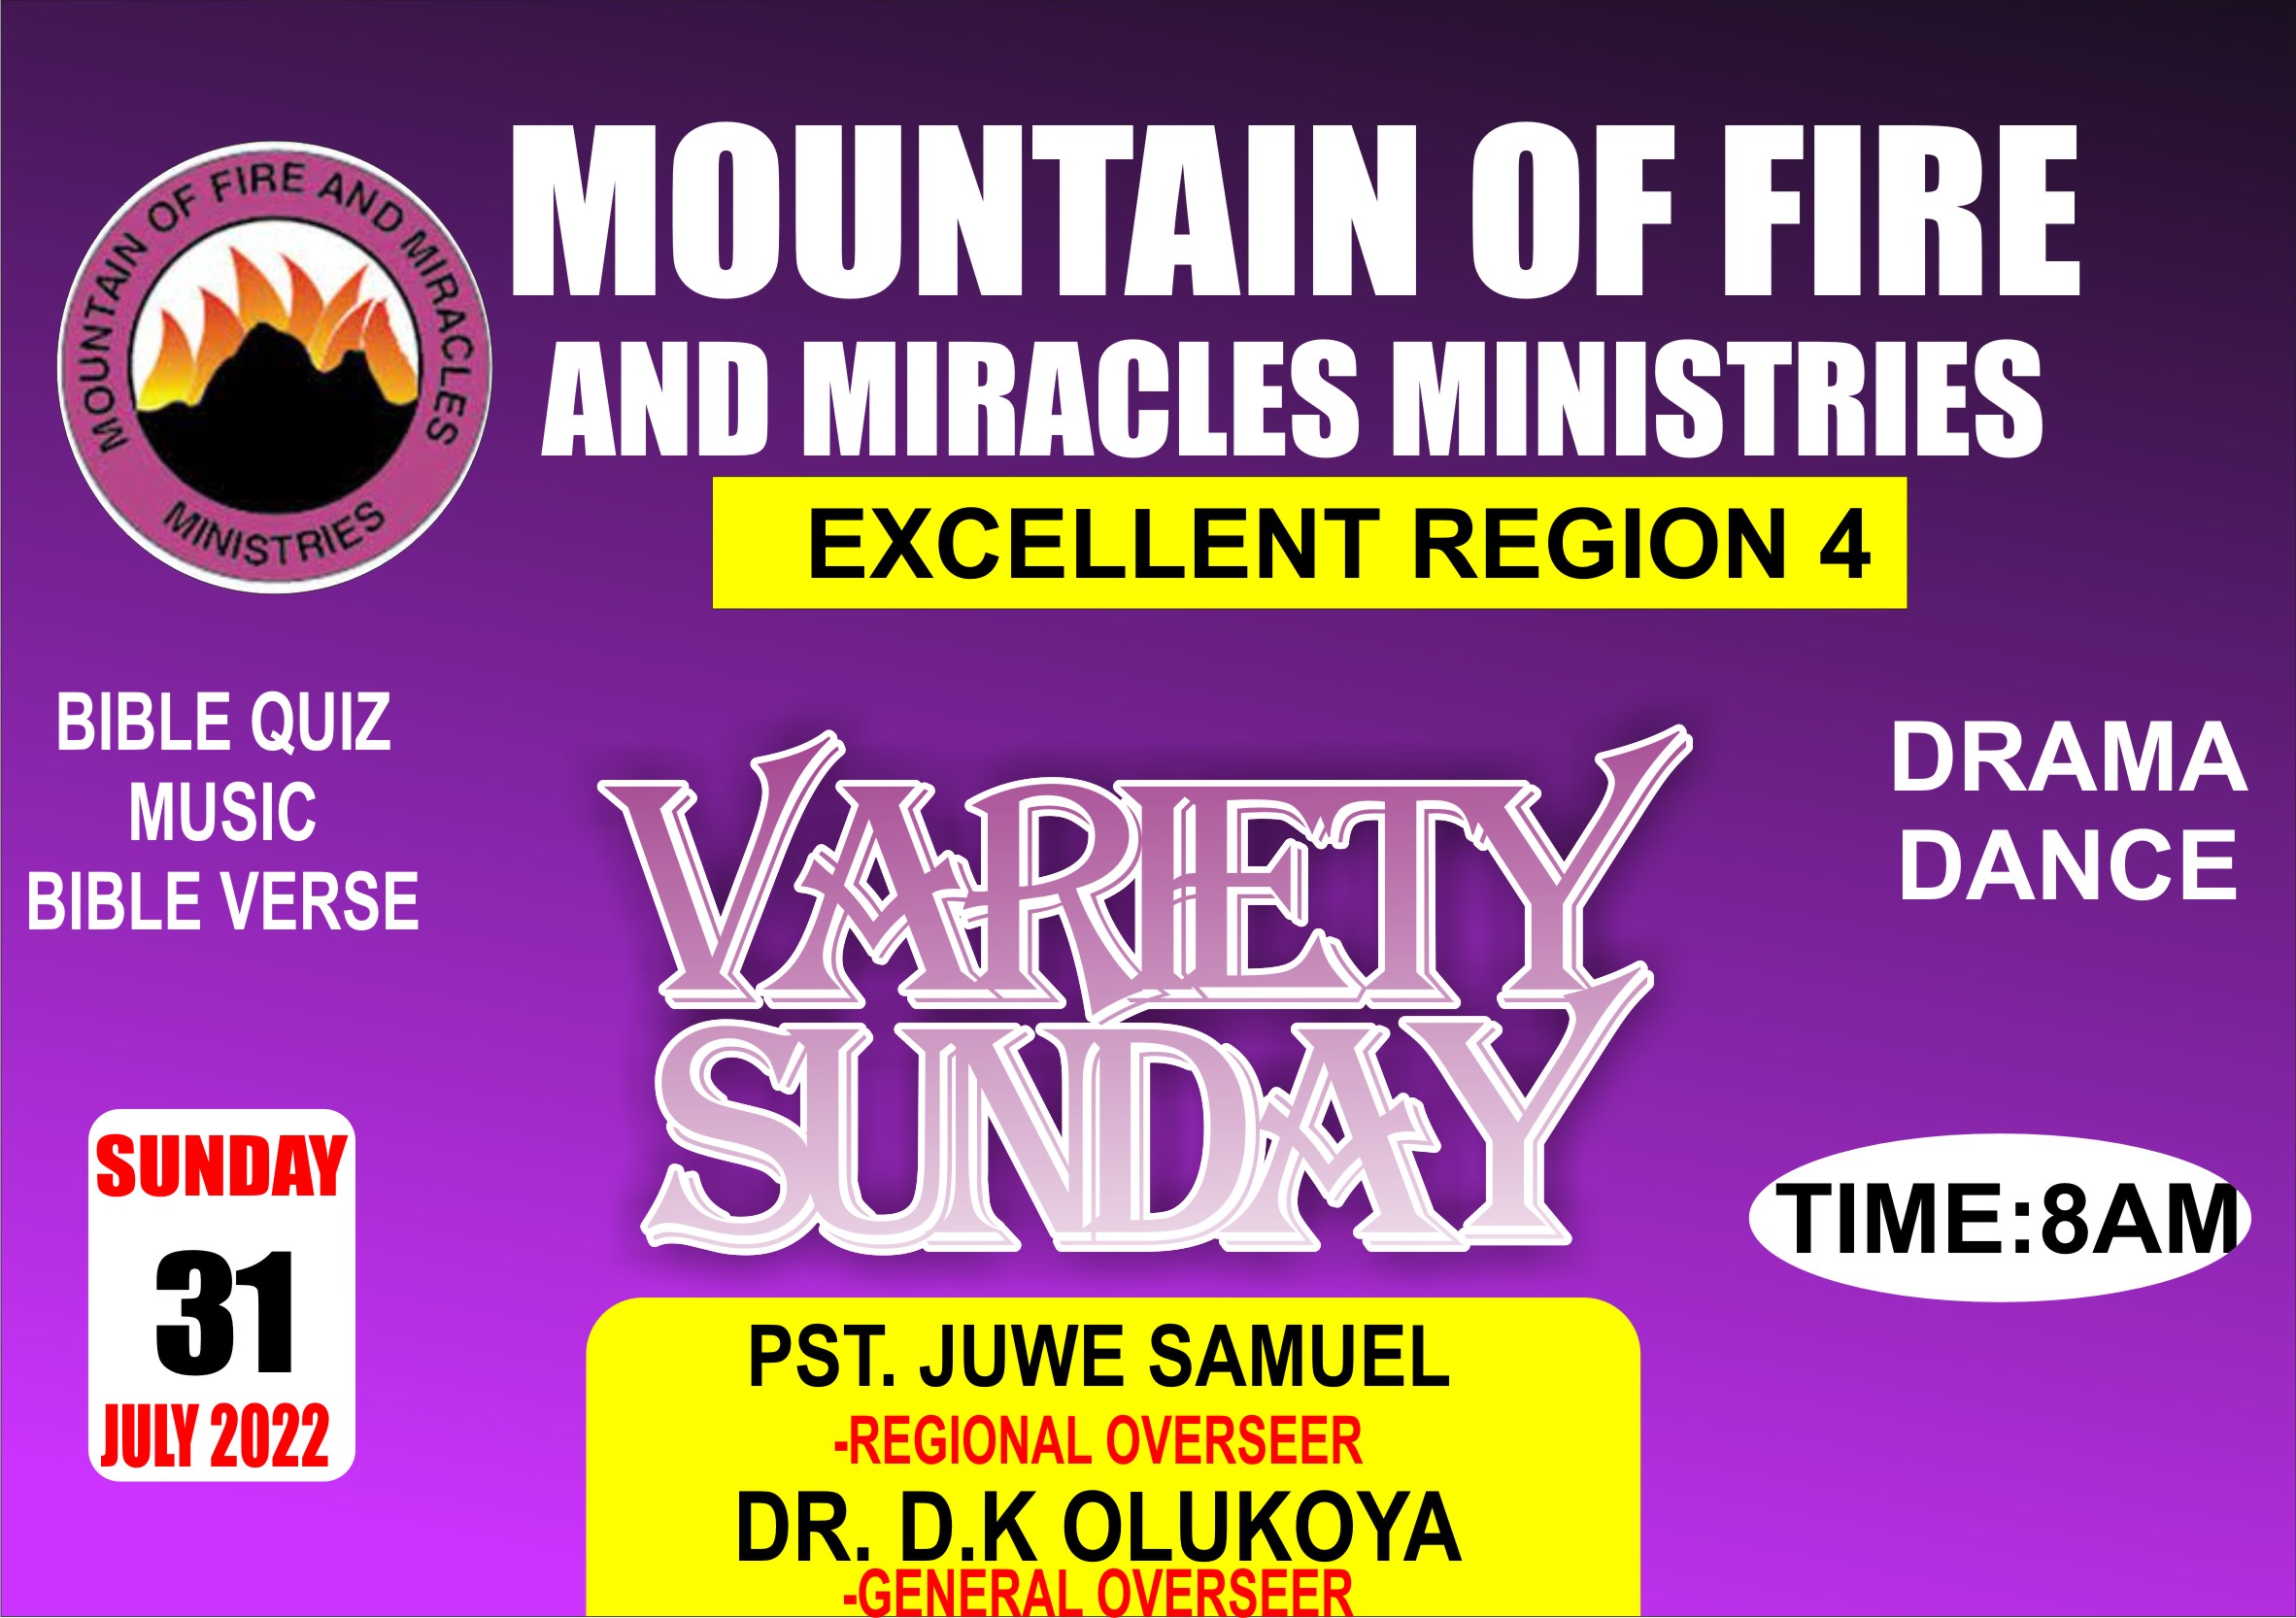 MOUNTAIN OF FIRE AND MIRACLES
MINISTRIES
MOUNTAIN OF FIRE
AND MIRACLES MINISTRIES
EXCELLENT REGION 4
BIBLE QUIZ
MUSIC
BIBLE VERSE
VARIETY
SUNDAY
DRAMA
DANCE
SUNDAY
31
JULY 2022
TIME:8AM
PST. JUWE SAMUEL
-REGIONAL OVERSEER
DR. D.K OLUKOYA
-GENERAL OVERSEER